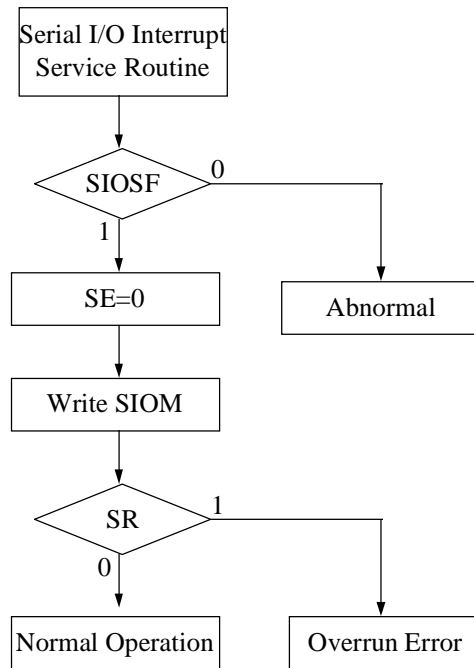 Serial I/O Interrupt
Service Routine
SIOSF
0
1
SE=0
Abnormal
Write SIOM
SR
1
0
Normal Operation
Overrun Error